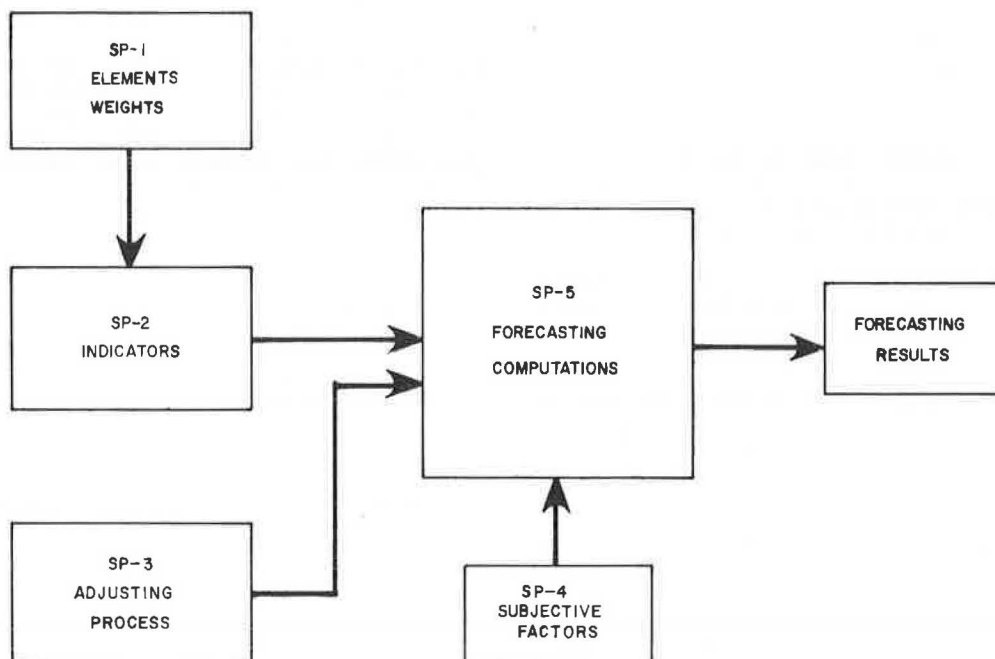 SP-1
ELEMENTS
WEIGHTS
SP-2
INDICATORS
SP-5
FORECASTING
COMPUTATIONS
FORECASTING
RESULTS
SP-3
ADJUSTING
PROCESS
SP-4
SUBJECTIVE
FACTORS